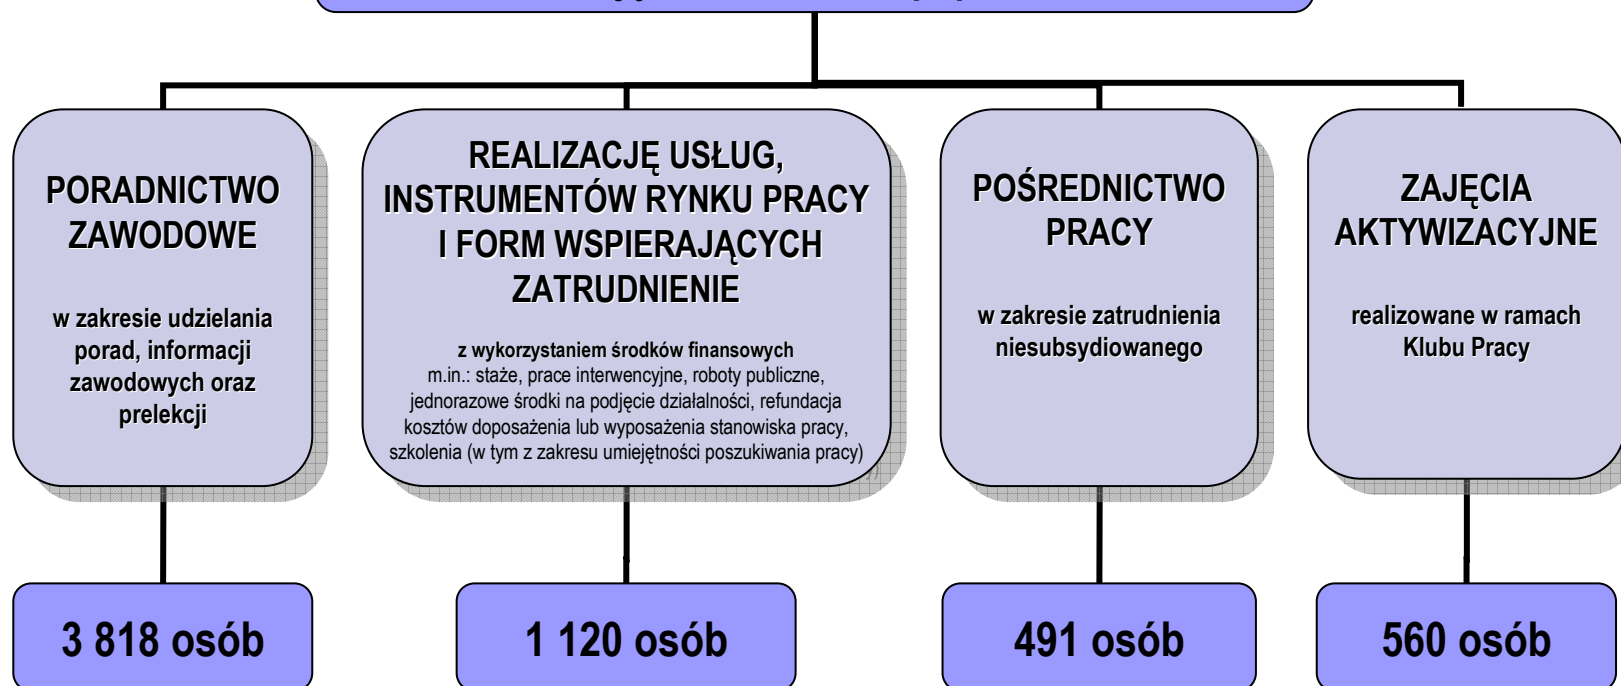 PORADNICTWO
ZAWODOWE
w zakresie udzielania
porad, informacji
zawodowych oraz
prelekcji
REALIZACJĘ USŁUG,
INSTRUMENTÓW RYNKU PRACY
I FORM WSPIERAJĄCYCH
ZATRUDNIENIE
z wykorzystaniem środków finansowych
m.in.: staże, prace interwencyjne, roboty publiczne,
jednorazowe środki na podjęcie działalności, refundacja
kosztów doposażenia lub wyposażenia stanowiska pracy,
szkolenia (w tym z zakresu umiejętności poszukiwania pracy)
POŚREDNICTWO
PRACY
w zakresie zatrudnienia
niesubsydiowanego
ZAJĘCIA
AKTYWIZACYJNE
realizowane w ramach
Klubu Pracy
3 818 osób
1 120 osób
491 osób
560 osób